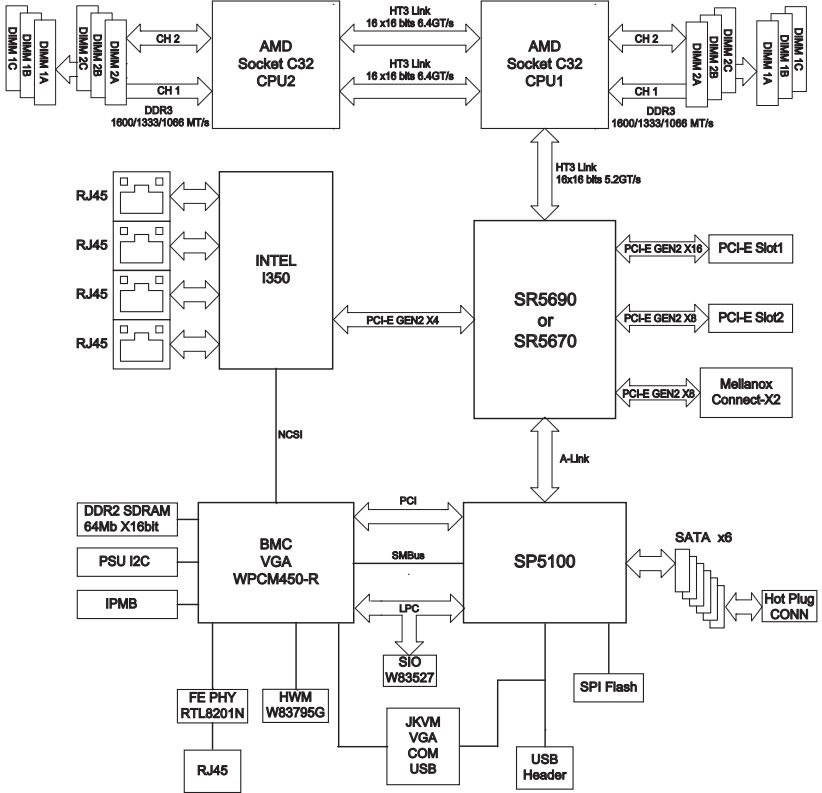 DIMM 1C
DIMM 1B
DIMM 1A
DIMM 2C
DIMM 2B
DIMM 2A
CH 2
CH 1
DDR3
1600/1333/1066 MT/s
AMD
Socket C32
CPU2
HT3 Link
16 x16 bits 6.4GT/s
HT3 Link
16 x16 bits 6.4GT/s
AMD
Socket C32
CPU1
CH 2
CH 1
DDR3
1600/1333/1066 MT/s
DIMM 2A
DIMM 2B
DIMM 2C
DIMM 1A
DIMM 1B
DIMM 1C
HT3 Link
16x16 bits 5.2GT/s
RJ45
RJ45
RJ45
RJ45
INTEL
I350
PCI-E GEN2 X4
SR5690
or
SR5670
PCI-E GEN2 X16
PCI-E Slot1
PCI-E GEN2 X8
PCI-E Slot2
PCI-E GEN2 X8
Mellanox
Connect-X2
NCSI
A-Link
DDR2 SDRAM
64Mb X16bit
PSU I2C
IPMB
BMC
VGA
WPCM450-R
PCI
SMBus
LPC
SP5100
SATA x6
Hot Plug
CONN
SIO
W83527
FE PHY
RTL8201N
HWM
W83795G
SPI Flash
RJ45
JKVM
VGA
COM
USB
USB
Header